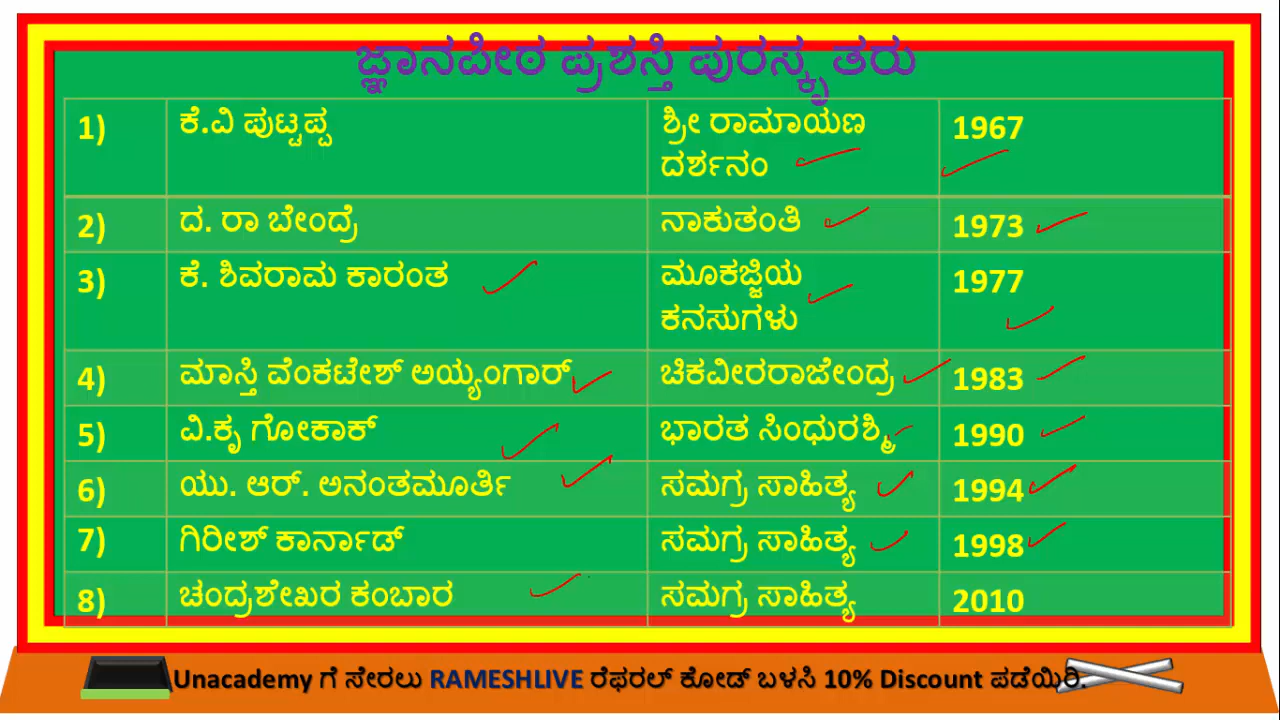 ಜ್ಞಾನಪೀಠ ಪ್ರಶಸ್ತಿ ಪುರಸ್ಕೃತರು
1) ಕೆ.ವಿ ಪುಟ್ಟಪ್ಪ ಶ್ರೀ ರಾಮಾಯಣ 1967
ದರ್ಶನಂ
2) ದ. ರಾ ಬೇಂದ್ರೆ ನಾಕುತಂತಿ 1973
3) ಕೆ. ಶಿವರಾಮ ಕಾರಂತ ಮೂಕಜ್ಜಿಯ 1977
ಕನಸುಗಳು
4) ಮಾಸ್ತಿ ವೆಂಕಟೇಶ್ ಅಯ್ಯಂಗಾರ್ ಚಿಕವೀರರಾಜೇಂದ್ರ 1983
5) ವಿ.ಕೃ ಗೋಕಾಕ್ ಭಾರತ ಸಿಂಧುರಶ್ಮಿ 1990
6) ಯು. ಆರ್. ಅನಂತಮೂರ್ತಿ ಸಮಗ್ರ ಸಾಹಿತ್ಯ 1994
7) ಗಿರೀಶ್ ಕಾರ್ನಾಡ್ ಸಮಗ್ರ ಸಾಹಿತ್ಯ 1998
8) ಚಂದ್ರಶೇಖರ ಕಂಬಾರ ಸಮಗ್ರ ಸಾಹಿತ್ಯ 2010
Unacademy ಗೆ ಸೇರಲು RAMESHLIVE ರೆಫರಲ್ ಕೋಡ್ ಬಳಸಿ 10% Discount ಪಡೆಯಿರಿ.